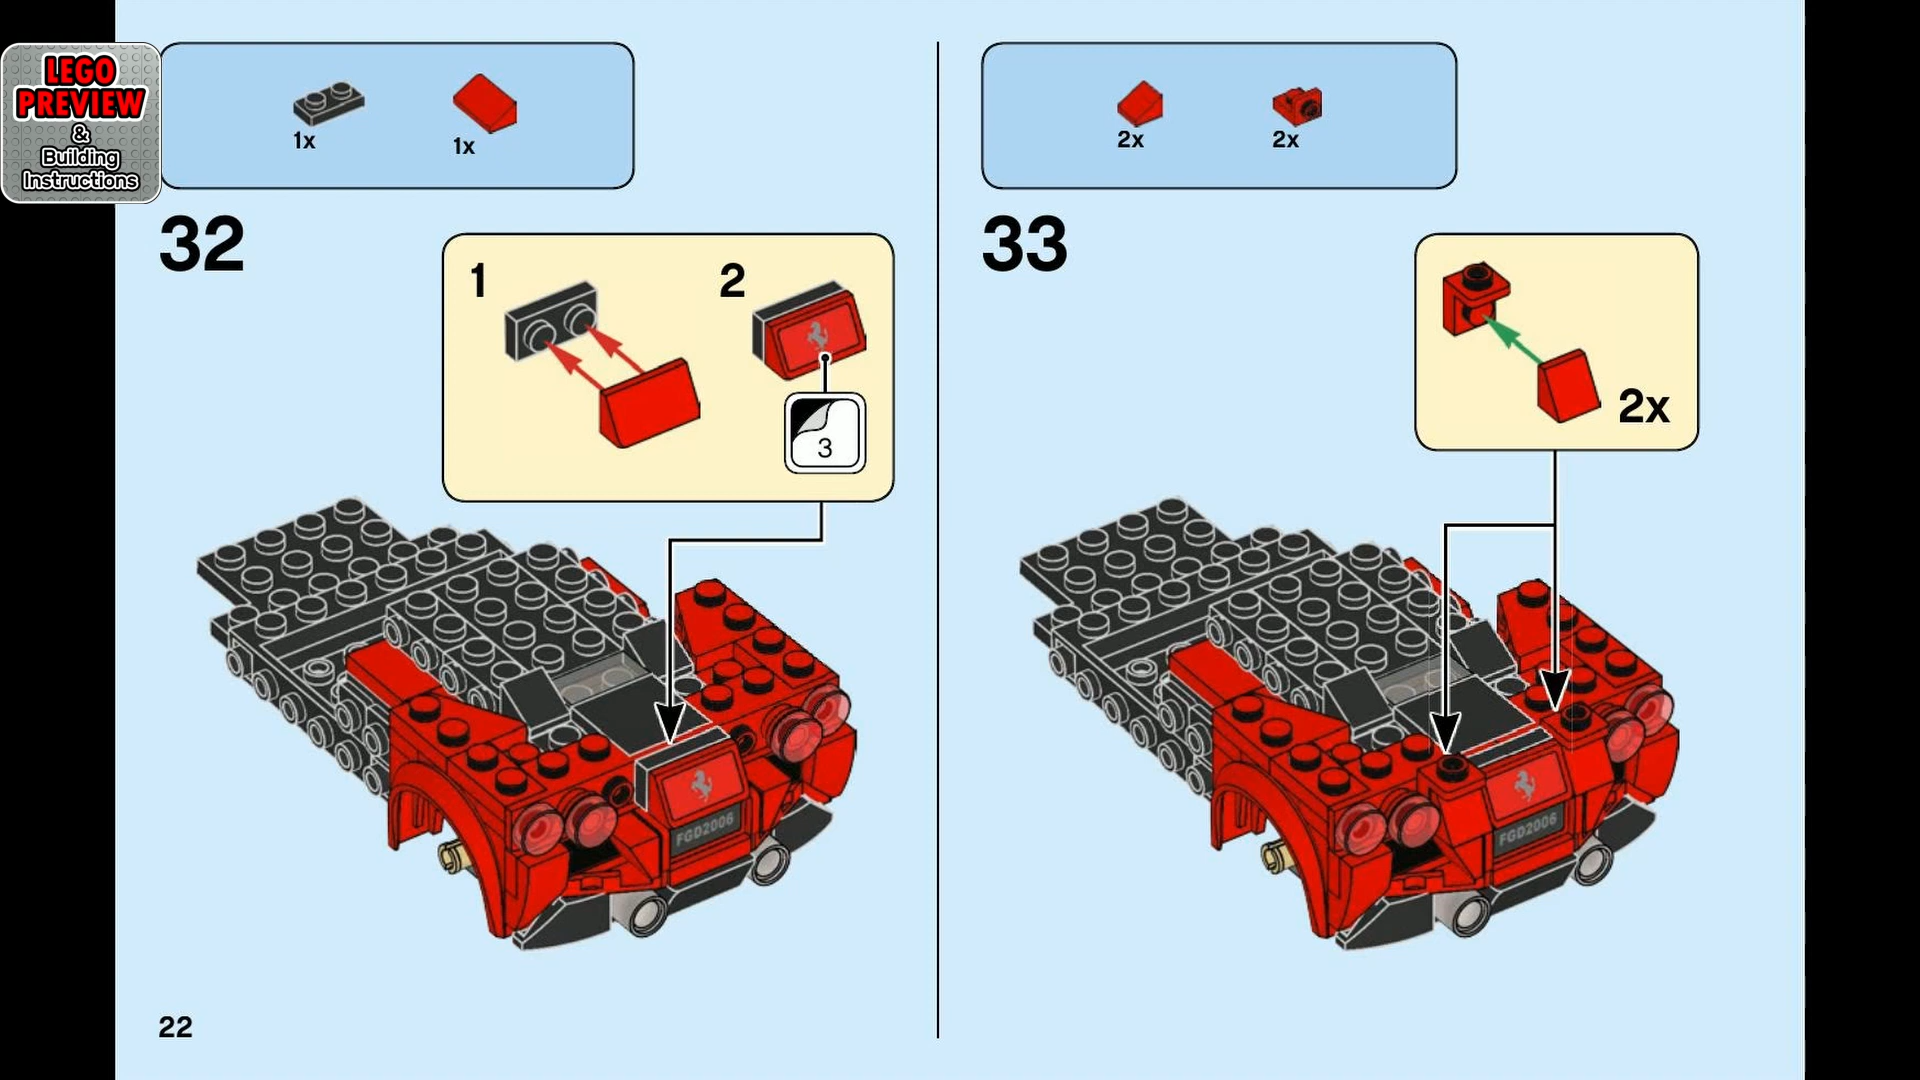 LEGO
PREVIEW
&
Building
Instructions
1x
1x
32
1
2
3
FGD2006
22
2x
2x
33
2x
FGD2006